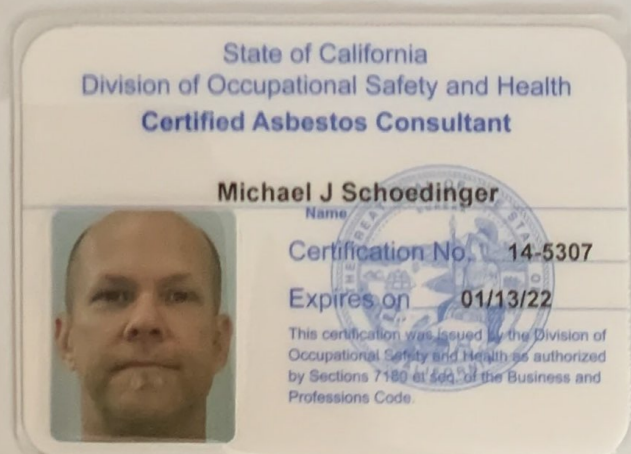 State of California
Division of Occupational Safety and Health
Certified Asbestos Consultant
Michael J Schoedinger
Name
Certification No. 14-5307
Expires on 01/13/22
This certification was issued by the Division of
Occupational Safety and Health as authorized
by Sections 7180 et seq. of the Business and
Professions Code.